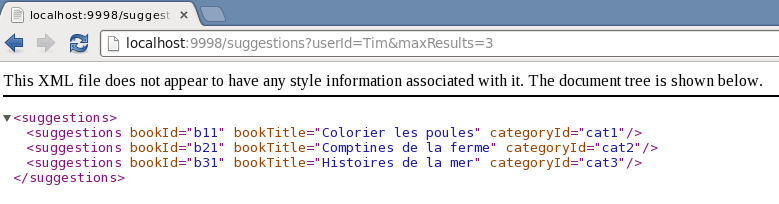 localhost:9998/suggest
localhost:9998/suggestions?userId=Tim&maxResults=3
This XML file does not appear to have any style information associated with it. The document tree is shown below.
<suggestions>
<suggestions bookId="b11" bookTitle="Colorier les poules" categoryId="cat1"/>
<suggestions bookId="b21" bookTitle="Comptines de la ferme" categoryId="cat2"/>
<suggestions bookId="b31" bookTitle="Histoires de la mer" categoryId="cat3"/>
</suggestions>